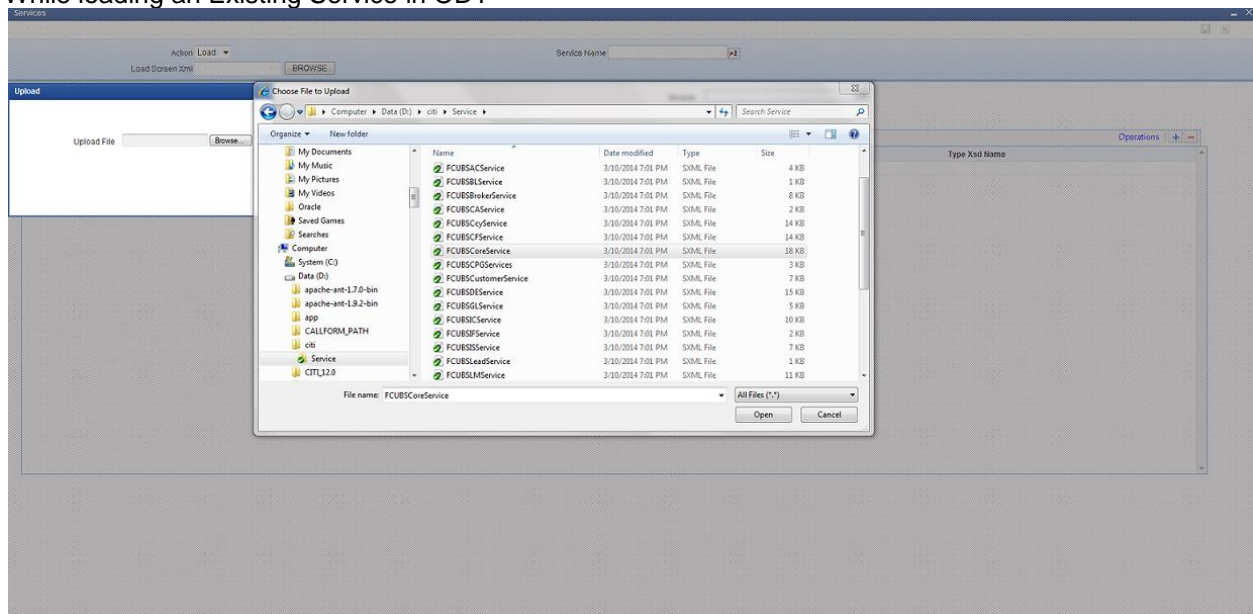 While loading an Existing Service in ODT
Services
Action Load
Service Name
Load Screen Xml BROWSE
Upload
Upload File Browse...
Choose File to Upload
Computer Data (D:) citi Service
Search Service
Organize New folder
My Documents
My Music
My Pictures
My Videos
Oracle
Saved Games
Searches
Computer
System (C:)
Data (D:)
apache-ant-1.7.0-bin
apache-ant-1.9.2-bin
app
CALLFORM_PATH
citi
Service
CITI_12.0
Name Date modified Type Size
FCUBSACService 3/10/2014 7:01 PM SXML File 4 KB
FCUBSBLService 3/10/2014 7:01 PM SXML File 1 KB
FCUBSBrokerService 3/10/2014 7:01 PM SXML File 8 KB
FCUBSCAService 3/10/2014 7:01 PM SXML File 2 KB
FCUBSCcyService 3/10/2014 7:01 PM SXML File 14 KB
FCUBSCFService 3/10/2014 7:01 PM SXML File 14 KB
FCUBSCoreService 3/10/2014 7:01 PM SXML File 18 KB
FCUBSCPGServices 3/10/2014 7:01 PM SXML File 3 KB
FCUBSCustomerService 3/10/2014 7:01 PM SXML File 7 KB
FCUBSDEService 3/10/2014 7:01 PM SXML File 15 KB
FCUBSGLService 3/10/2014 7:01 PM SXML File 5 KB
FCUBSICService 3/10/2014 7:01 PM SXML File 10 KB
FCUBSIFService 3/10/2014 7:01 PM SXML File 2 KB
FCUBSISService 3/10/2014 7:01 PM SXML File 7 KB
FCUBSLeadService 3/10/2014 7:01 PM SXML File 1 KB
FCUBSLMService 3/10/2014 7:01 PM SXML File 11 KB
File name: FCUBSCoreService
All Files (*.*)
Open Cancel
Operations + -
Type Xsd Name